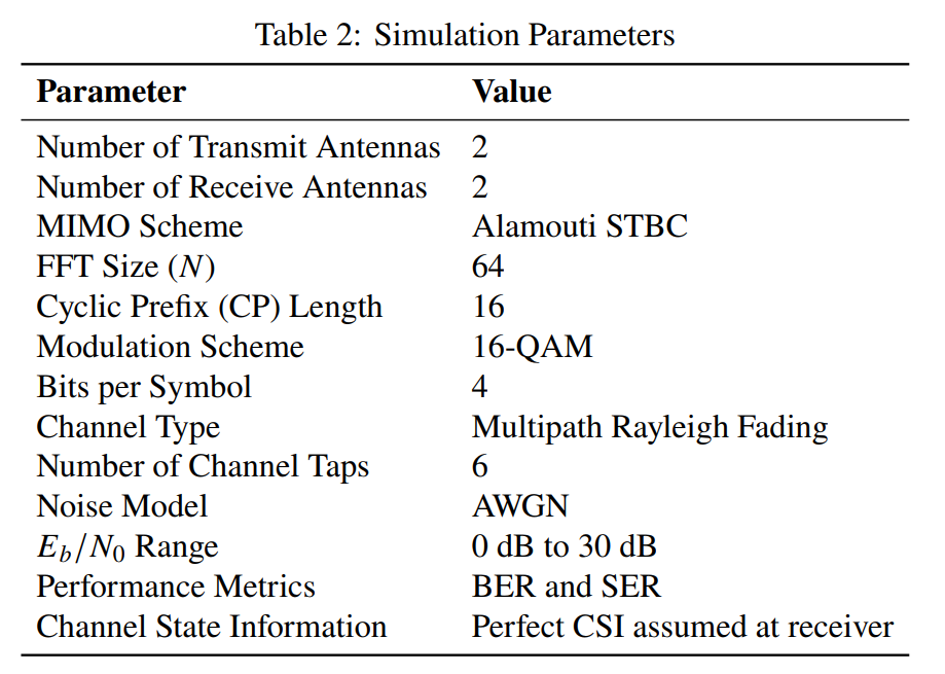 Table 2: Simulation Parameters
Parameter Value
Number of Transmit Antennas 2
Number of Receive Antennas 2
MIMO Scheme Alamouti STBC
FFT Size (N) 64
Cyclic Prefix (CP) Length 16
Modulation Scheme 16-QAM
Bits per Symbol 4
Channel Type Multipath Rayleigh Fading
Number of Channel Taps 6
Noise Model AWGN
E_b/N_0 Range 0 dB to 30 dB
Performance Metrics BER and SER
Channel State Information Perfect CSI assumed at receiver